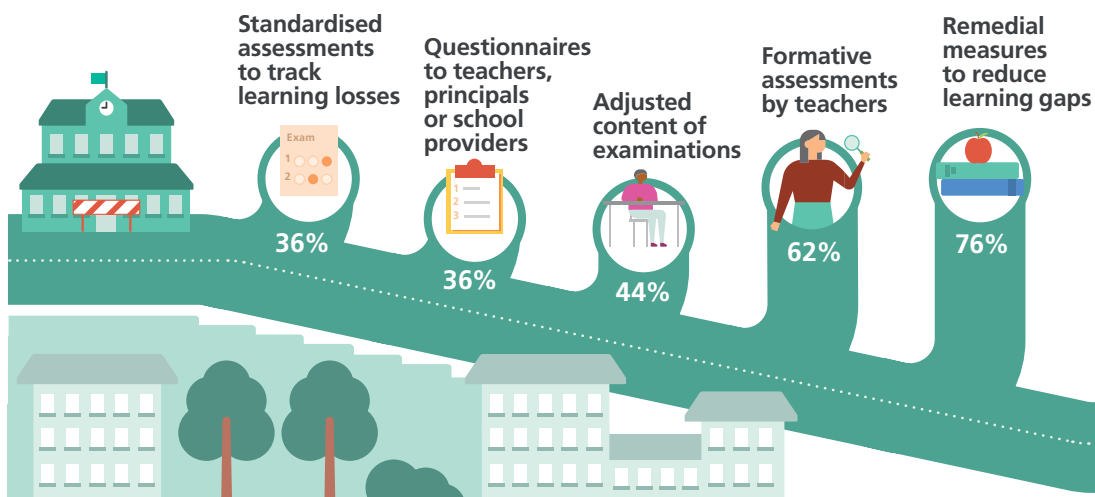 Standardised
assessments
to track
learning losses
Exam
1
2
36%
Questionnaires
to teachers,
principals
or school
providers
1
2
3
36%
Adjusted
content of
examinations
44%
Formative
assessments
by teachers
62%
Remedial
measures
to reduce
learning gaps
76%